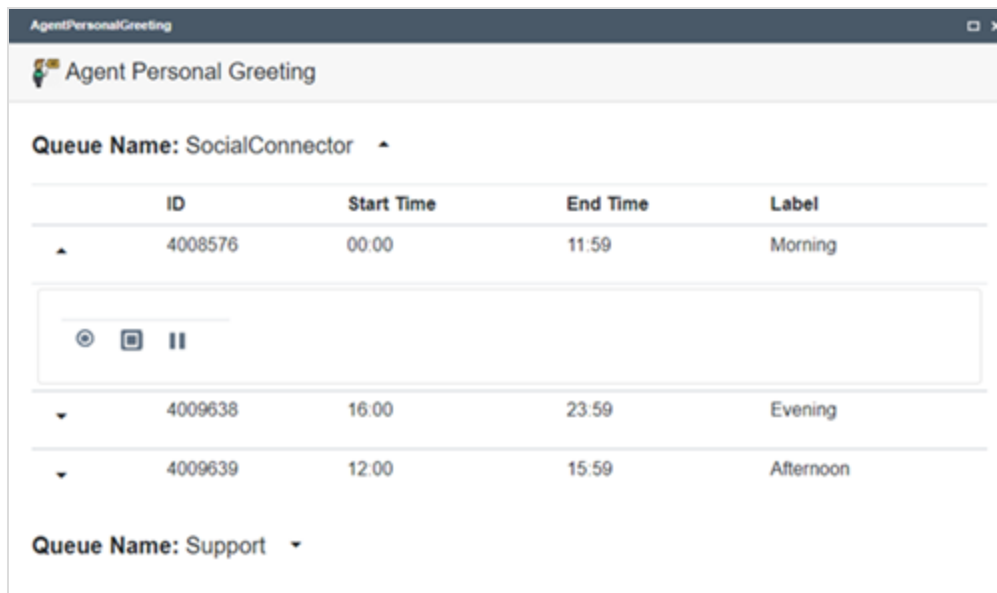 AgentPersonalGreeting
Agent Personal Greeting
Queue Name: SocialConnector
ID Start Time End Time Label
4008576 00:00 11:59 Morning
4009638 16:00 23:59 Evening
4009639 12:00 15:59 Afternoon
Queue Name: Support